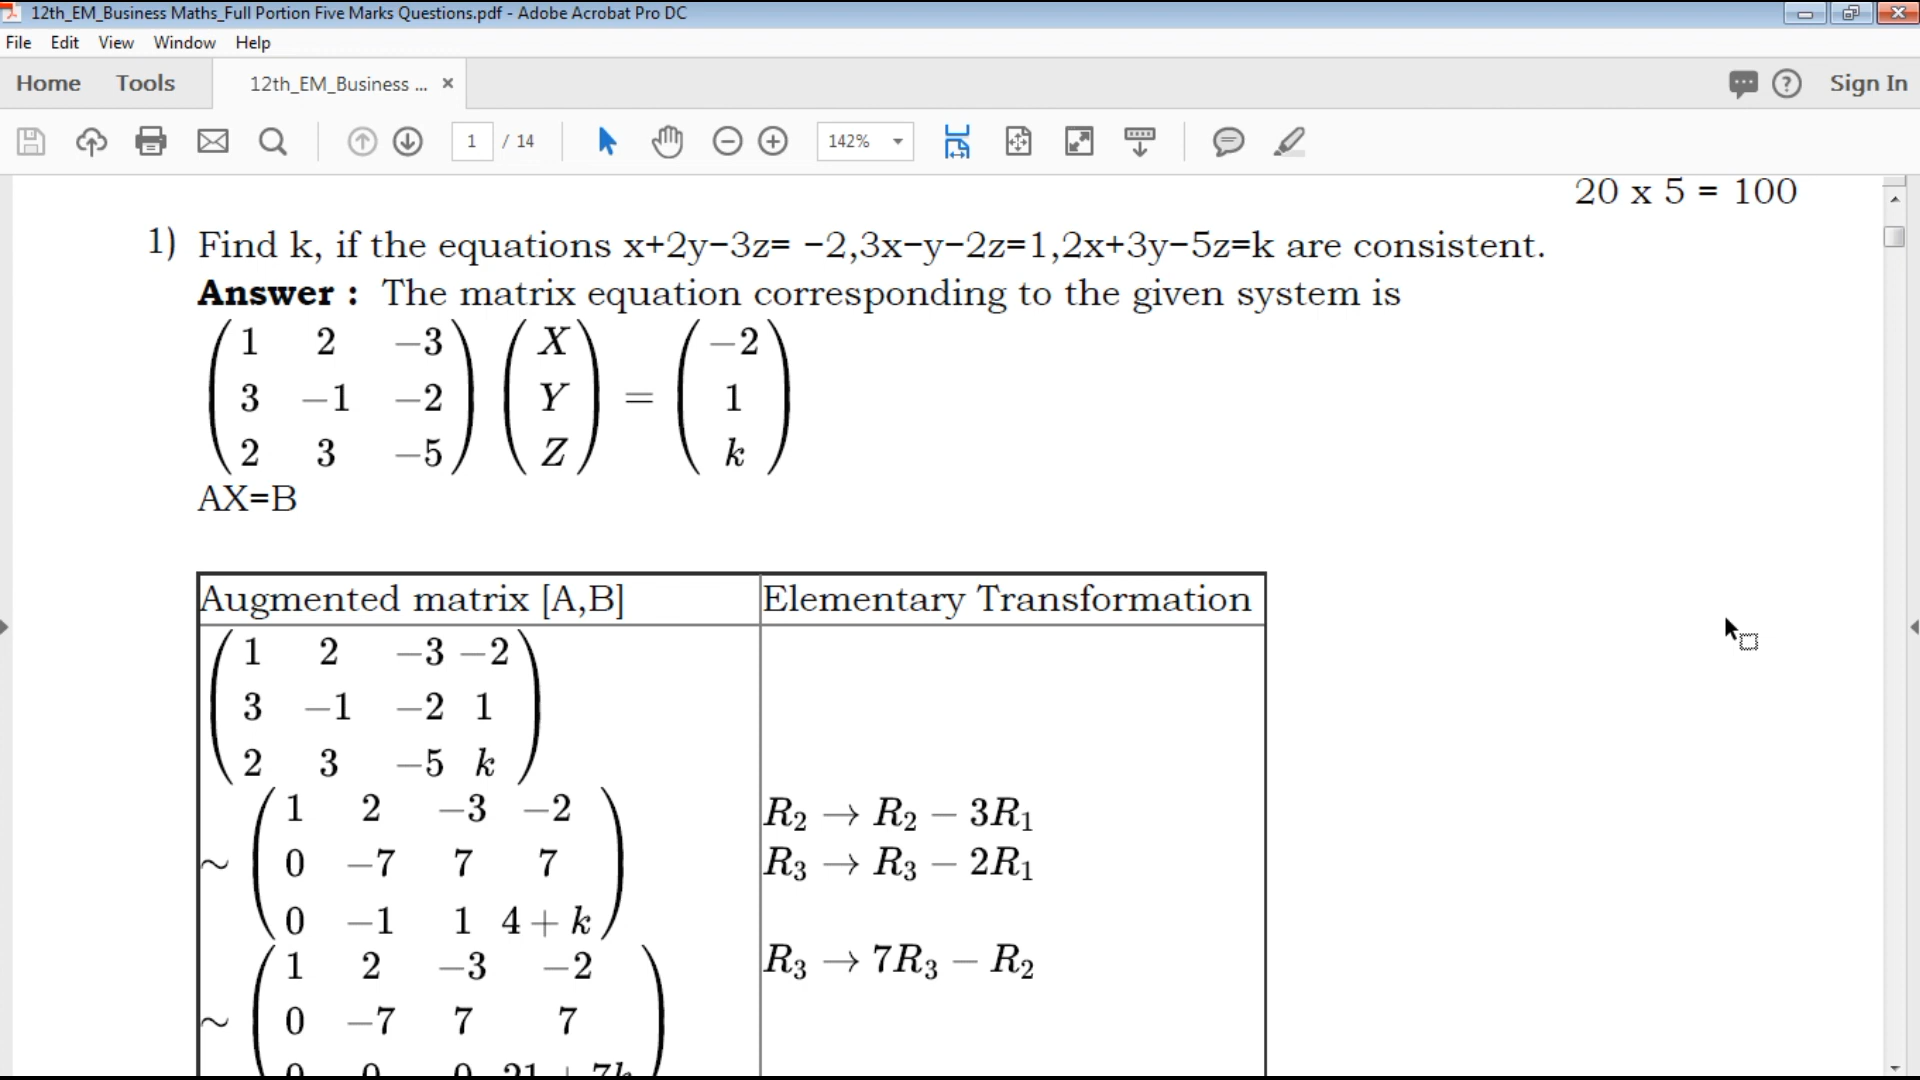 12th_EM_Business Maths_Full Portion Five Marks Questions.pdf - Adobe Acrobat Pro DC
File Edit View Window Help
Home Tools 12th_EM_Business ... × Sign In
1 / 14 142%
20 x 5 = 100
1) Find k, if the equations x+2y−3z= −2,3x−y−2z=1,2x+3y−5z=k are consistent.
Answer : The matrix equation corresponding to the given system is
1 2 −3 X −2
3 −1 −2 Y = 1
2 3 −5 Z k
AX=B
Augmented matrix [A,B] Elementary Transformation
1 2 −3 −2
3 −1 −2 1
2 3 −5 k
1 2 −3 −2 R₂ → R₂ − 3R₁
~ 0 −7 7 7 R₃ → R₃ − 2R₁
0 −1 1 4 + k
1 2 −3 −2 R₃ → 7R₃ − R₂
~ 0 −7 7 7
0 0 0 21 + 7k